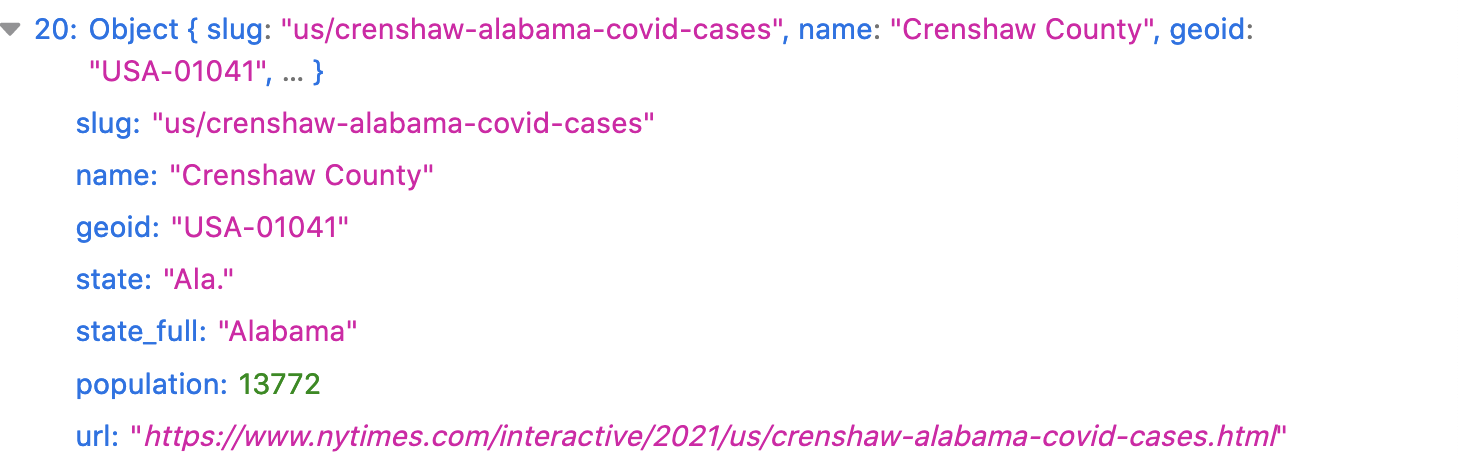 20: Object { slug: "us/crenshaw-alabama-covid-cases", name: "Crenshaw County", geoid:
"USA-01041", ... }
slug: "us/crenshaw-alabama-covid-cases"
name: "Crenshaw County"
geoid: "USA-01041"
state: "Ala."
state_full: "Alabama"
population: 13772
url: "https://www.nytimes.com/interactive/2021/us/crenshaw-alabama-covid-cases.html"